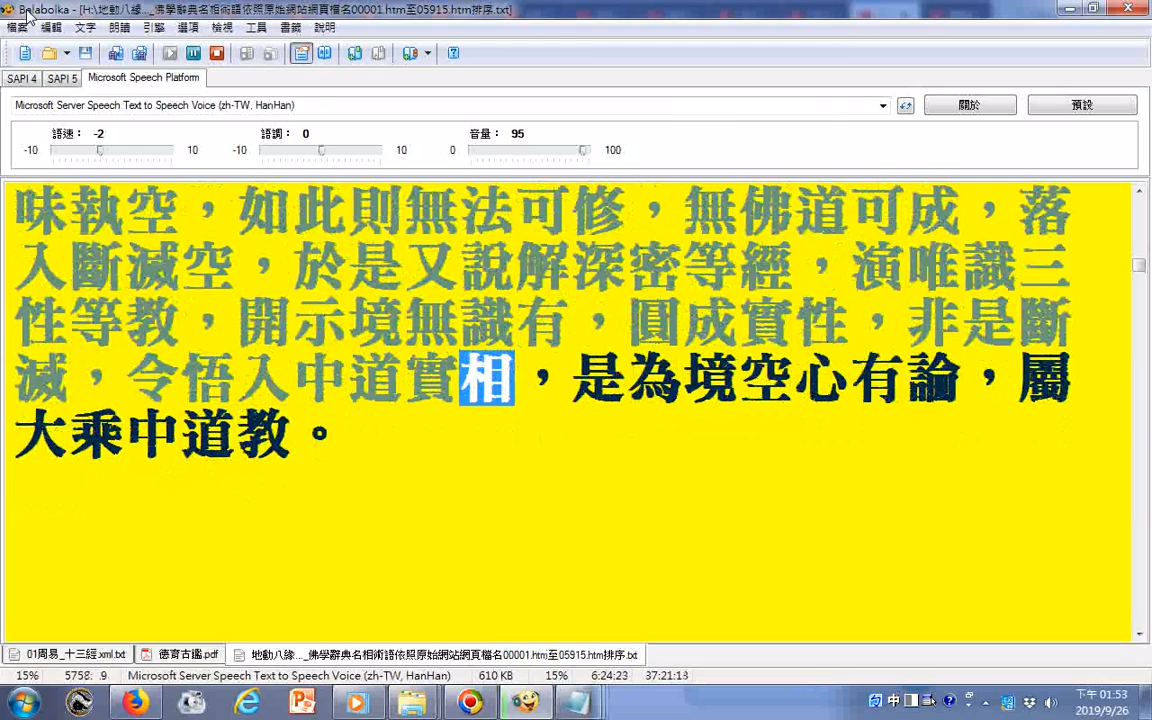 Balabolka - [H:\地動八緣..._佛學辭典名相術語依照原始網站網頁檔名00001.htm至05915.htm排序.txt]
檔案 編輯 文字 朗讀 引擎 選項 檢視 工具 書籤 說明
SAPI 4 SAPI 5 Microsoft Speech Platform
Microsoft Server Speech Text to Speech Voice (zh-TW, HanHan) 關於 預設
語速： -2 語調： 0 音量： 95
-10 10 -10 10 0 100
味執空，如此則無法可修，無佛道可成，落
入斷滅空，於是又說解深密等經，演唯識三
性等教，開示境無識有，圓成實性，非是斷
滅，令悟入中道實相，是為境空心有論，屬
大乘中道教。
01周易_十三經.xml.txt 德育古鑑.pdf 地動八緣..._佛學辭典名相術語依照原始網站網頁檔名00001.htm至05915.htm排序.txt
15% 5758: .9. Microsoft Server Speech Text to Speech Voice (zh-TW, HanHan) 610 KB 15% 6:24:23 37:21:13
中 下午 01:53
2019/9/26